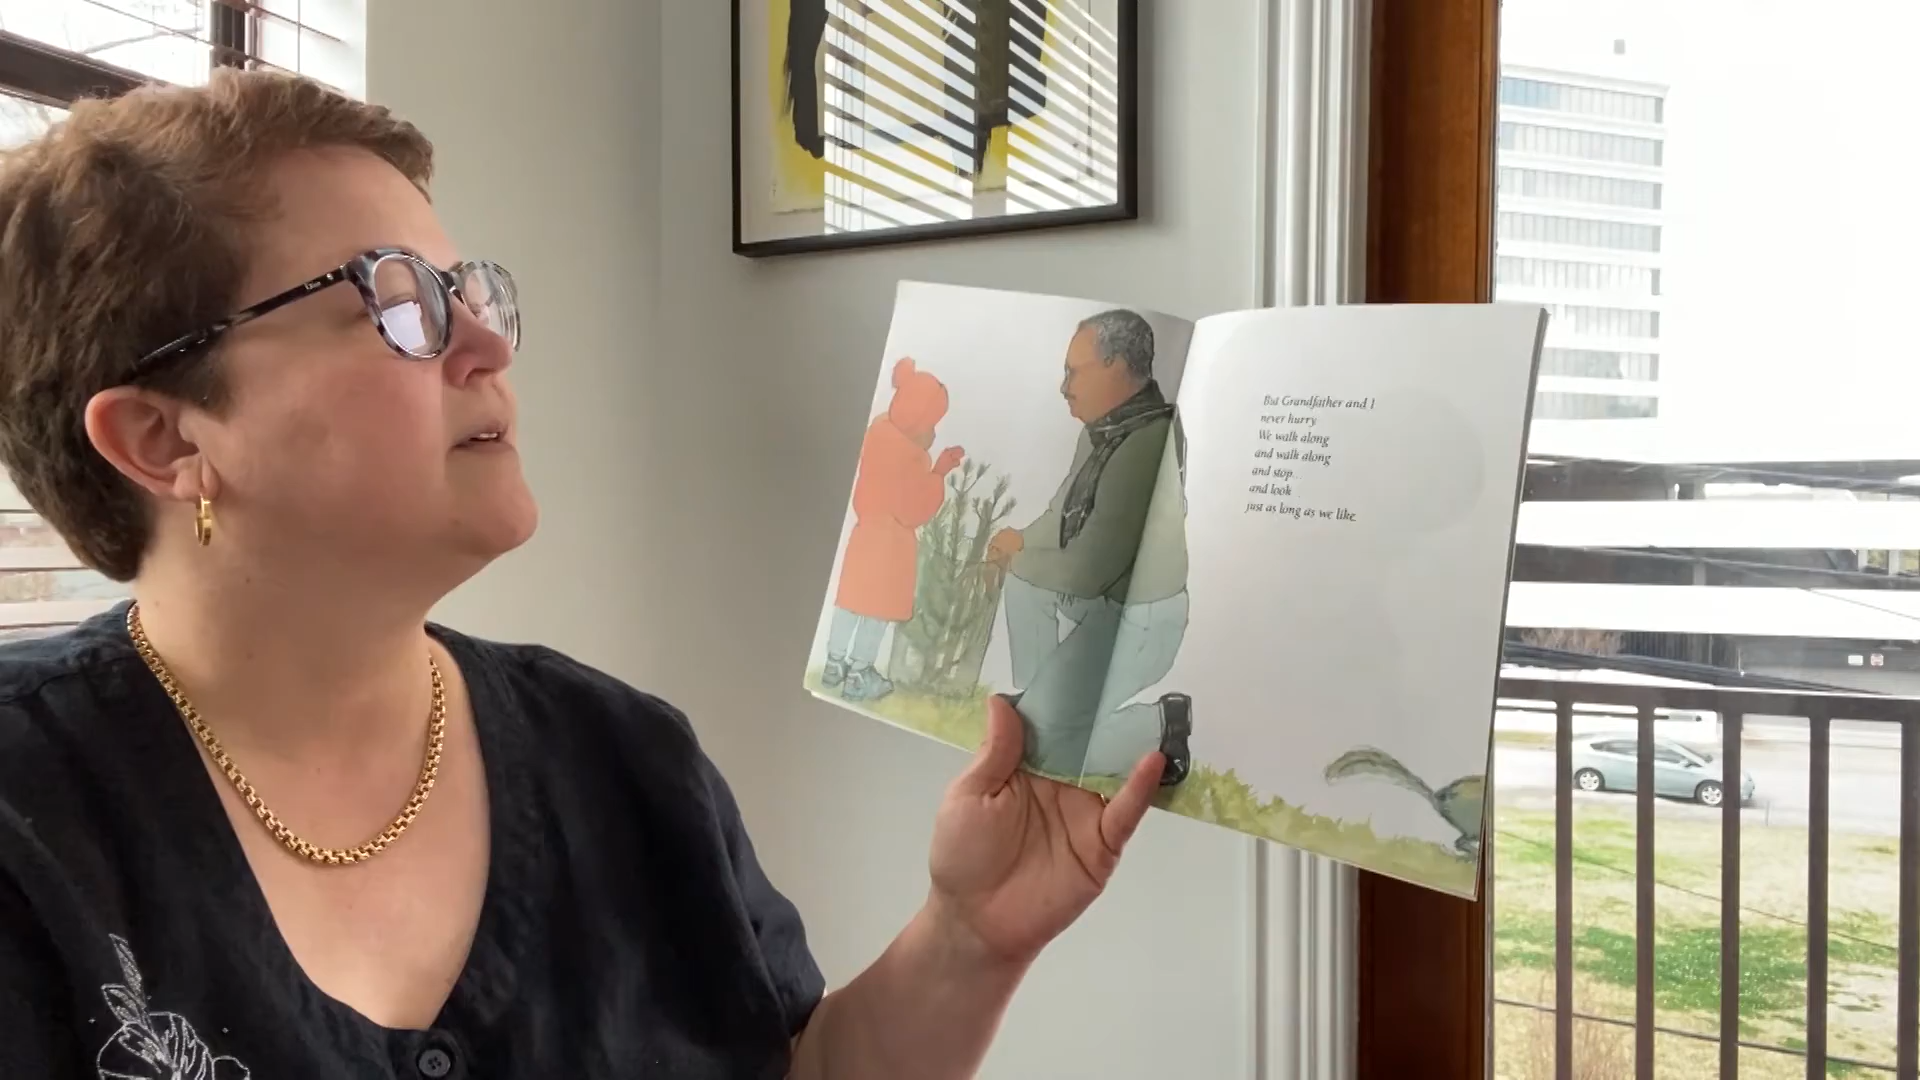 But Grandfather and I
never hurry.
We walk along
and walk along
and stop...
and look
just as long as we like.